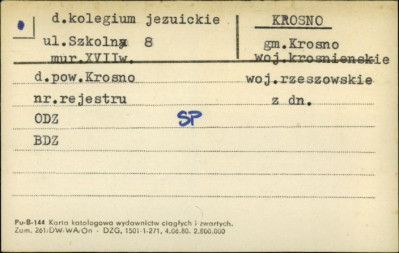 d.kolegium jezuickie
ul.Szkolna 8
mur.XVIIw.
d.pow.Krosno
nr.rejestru
ODZ
BDZ
SP
KROSNO
gm.Krosno
woj.krosnienskie
woj.rzeszowskie
z dn.
Pu-B-144 Karta katalogowa wydawnictw ciągłych i zwartych.
Zam. 261/DW/WA/On - DZG, 1501-1-271, 4.06.80. 2.800.000